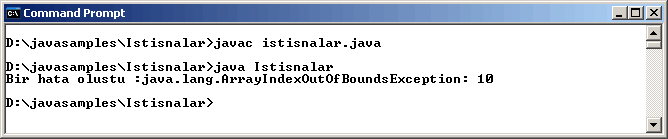 Command Prompt
D:\javasamples\Istisnalar>javac istisnalar.java
D:\javasamples\Istisnalar>java Istisnalar
Bir hata olustu :java.lang.ArrayIndexOutOfBoundsException: 10
D:\javasamples\Istisnalar>